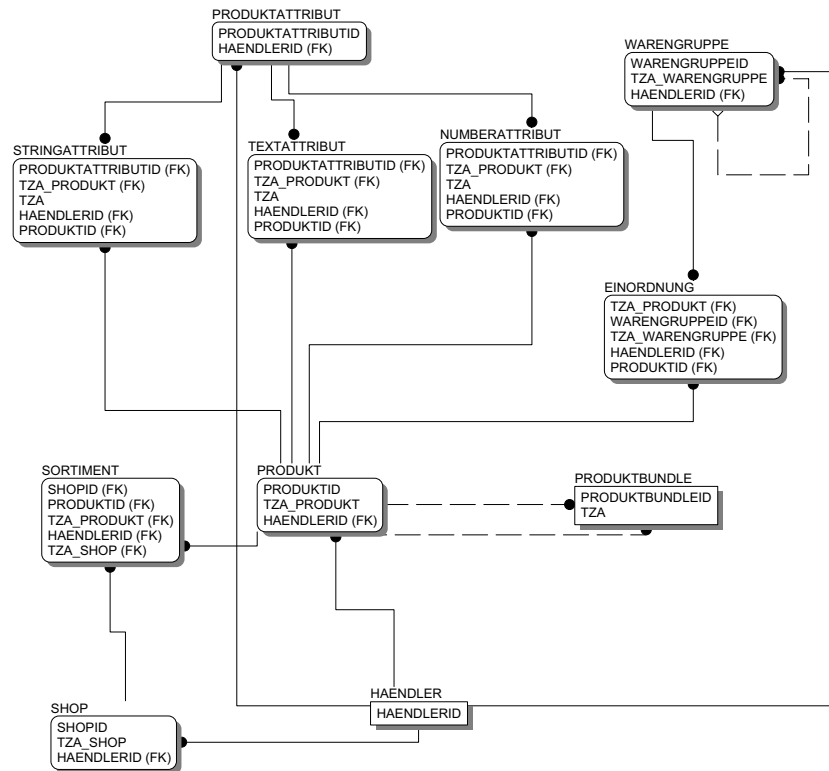 PRODUKTATTRIBUT
PRODUKTATTRIBUTID
HAENDLERID (FK)
WARENGRUPPE
WARENGRUPPEID
TZA_WARENGRUPPE
HAENDLERID (FK)
STRINGATTRIBUT
PRODUKTATTRIBUTID (FK)
TZA_PRODUKT (FK)
TZA
HAENDLERID (FK)
PRODUKTID (FK)
TEXTATTRIBUT
PRODUKTATTRIBUTID (FK)
TZA_PRODUKT (FK)
TZA
HAENDLERID (FK)
PRODUKTID (FK)
NUMBERATTRIBUT
PRODUKTATTRIBUTID (FK)
TZA_PRODUKT (FK)
TZA
HAENDLERID (FK)
PRODUKTID (FK)
EINORDNUNG
TZA_PRODUKT (FK)
WARENGRUPPEID (FK)
TZA_WARENGRUPPE (FK)
HAENDLERID (FK)
PRODUKTID (FK)
SORTIMENT
SHOPID (FK)
PRODUKTID (FK)
TZA_PRODUKT (FK)
HAENDLERID (FK)
TZA_SHOP (FK)
PRODUKT
PRODUKTID
TZA_PRODUKT
HAENDLERID (FK)
PRODUKTBUNDLE
PRODUKTBUNDLEID
TZA
HAENDLER
HAENDLERID
SHOP
SHOPID
TZA_SHOP
HAENDLERID (FK)